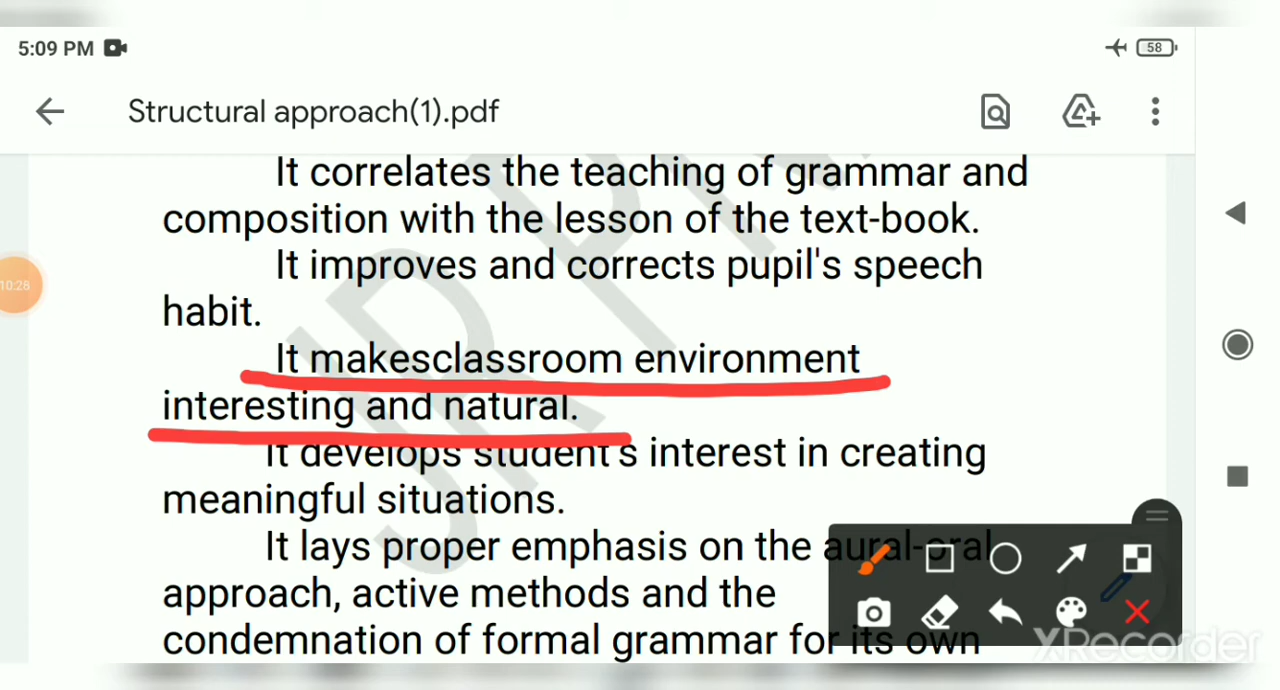 5:09 PM
58
Structural approach(1).pdf
It correlates the teaching of grammar and
composition with the lesson of the text-book.
It improves and corrects pupil's speech
habit.
10:28
It makesclassroom environment
interesting and natural.
It develops student's interest in creating
meaningful situations.
It lays proper emphasis on the aural-oral
approach, active methods and the
condemnation of formal grammar for its own
XRecorder